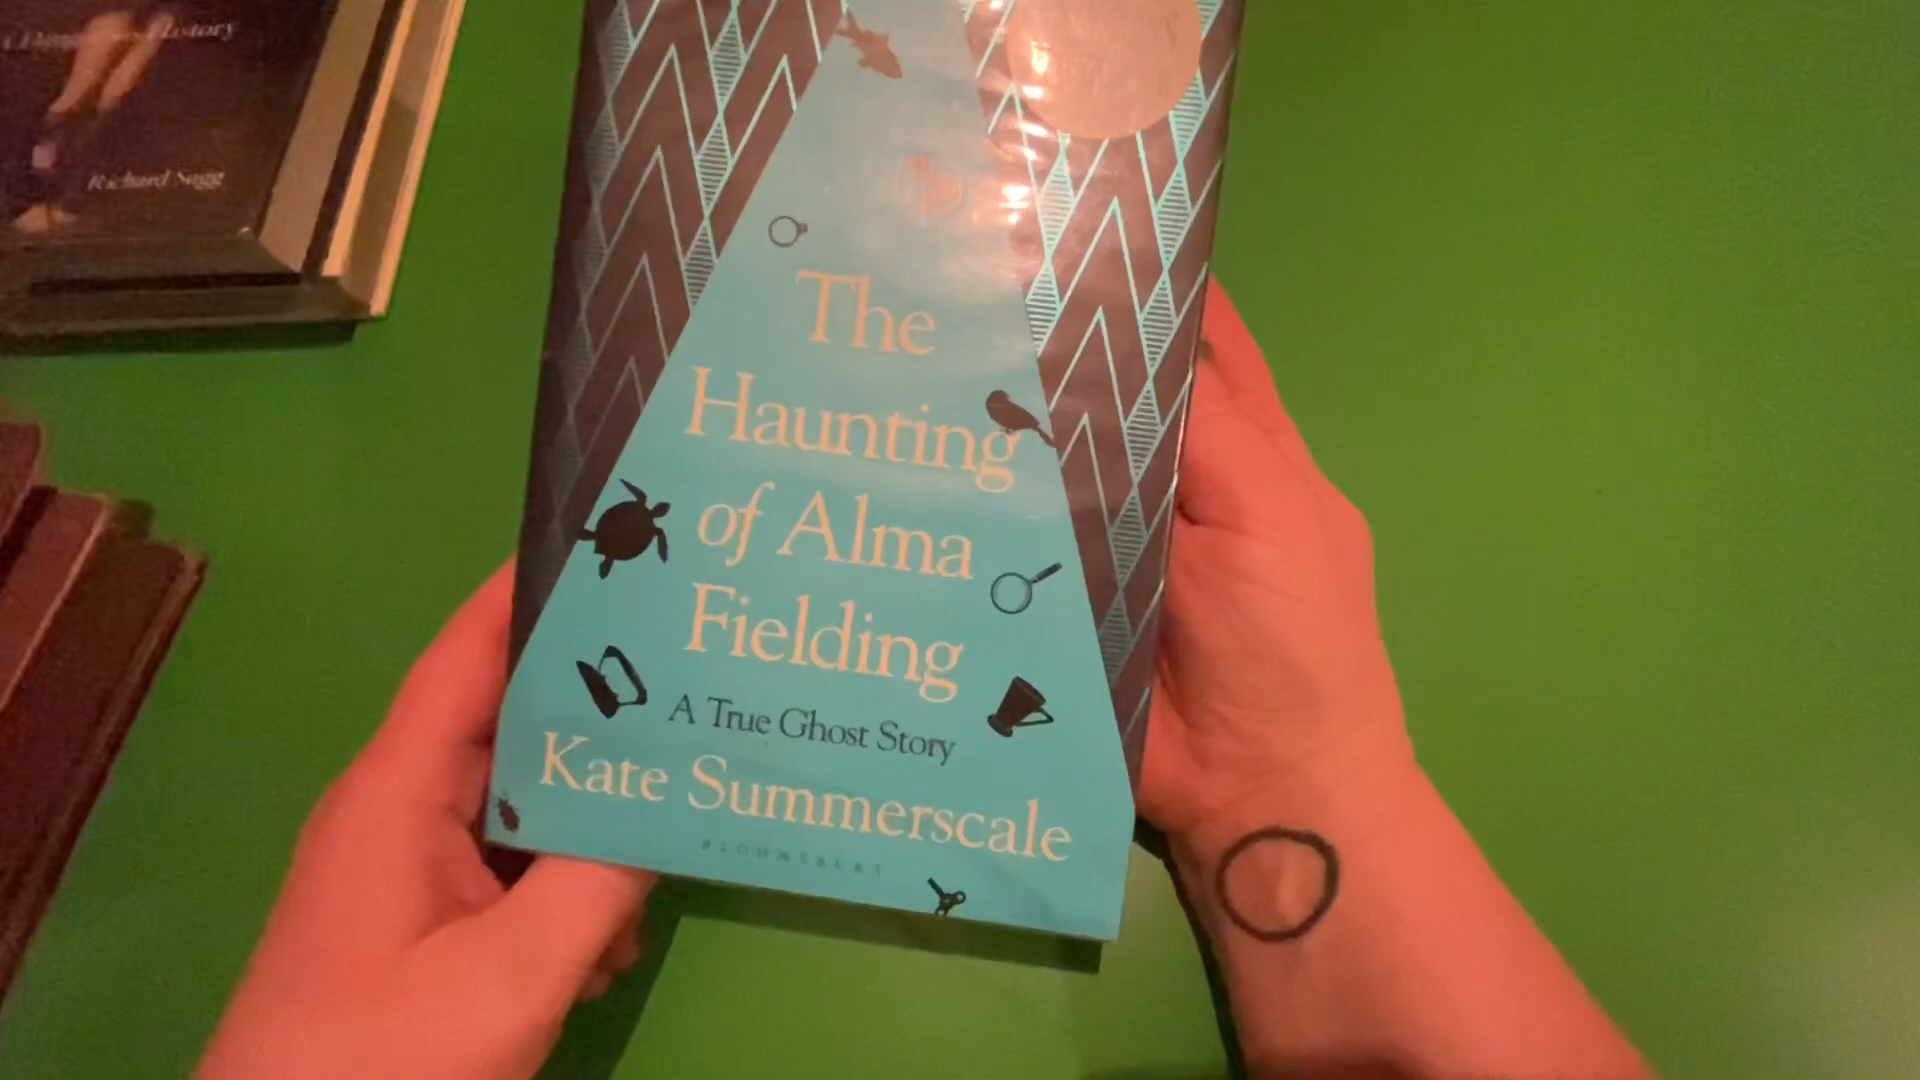 History
Richard Sugg
The
Haunting
of Alma
Fielding
A True Ghost Story
Kate Summerscale
BLOOMSBURY